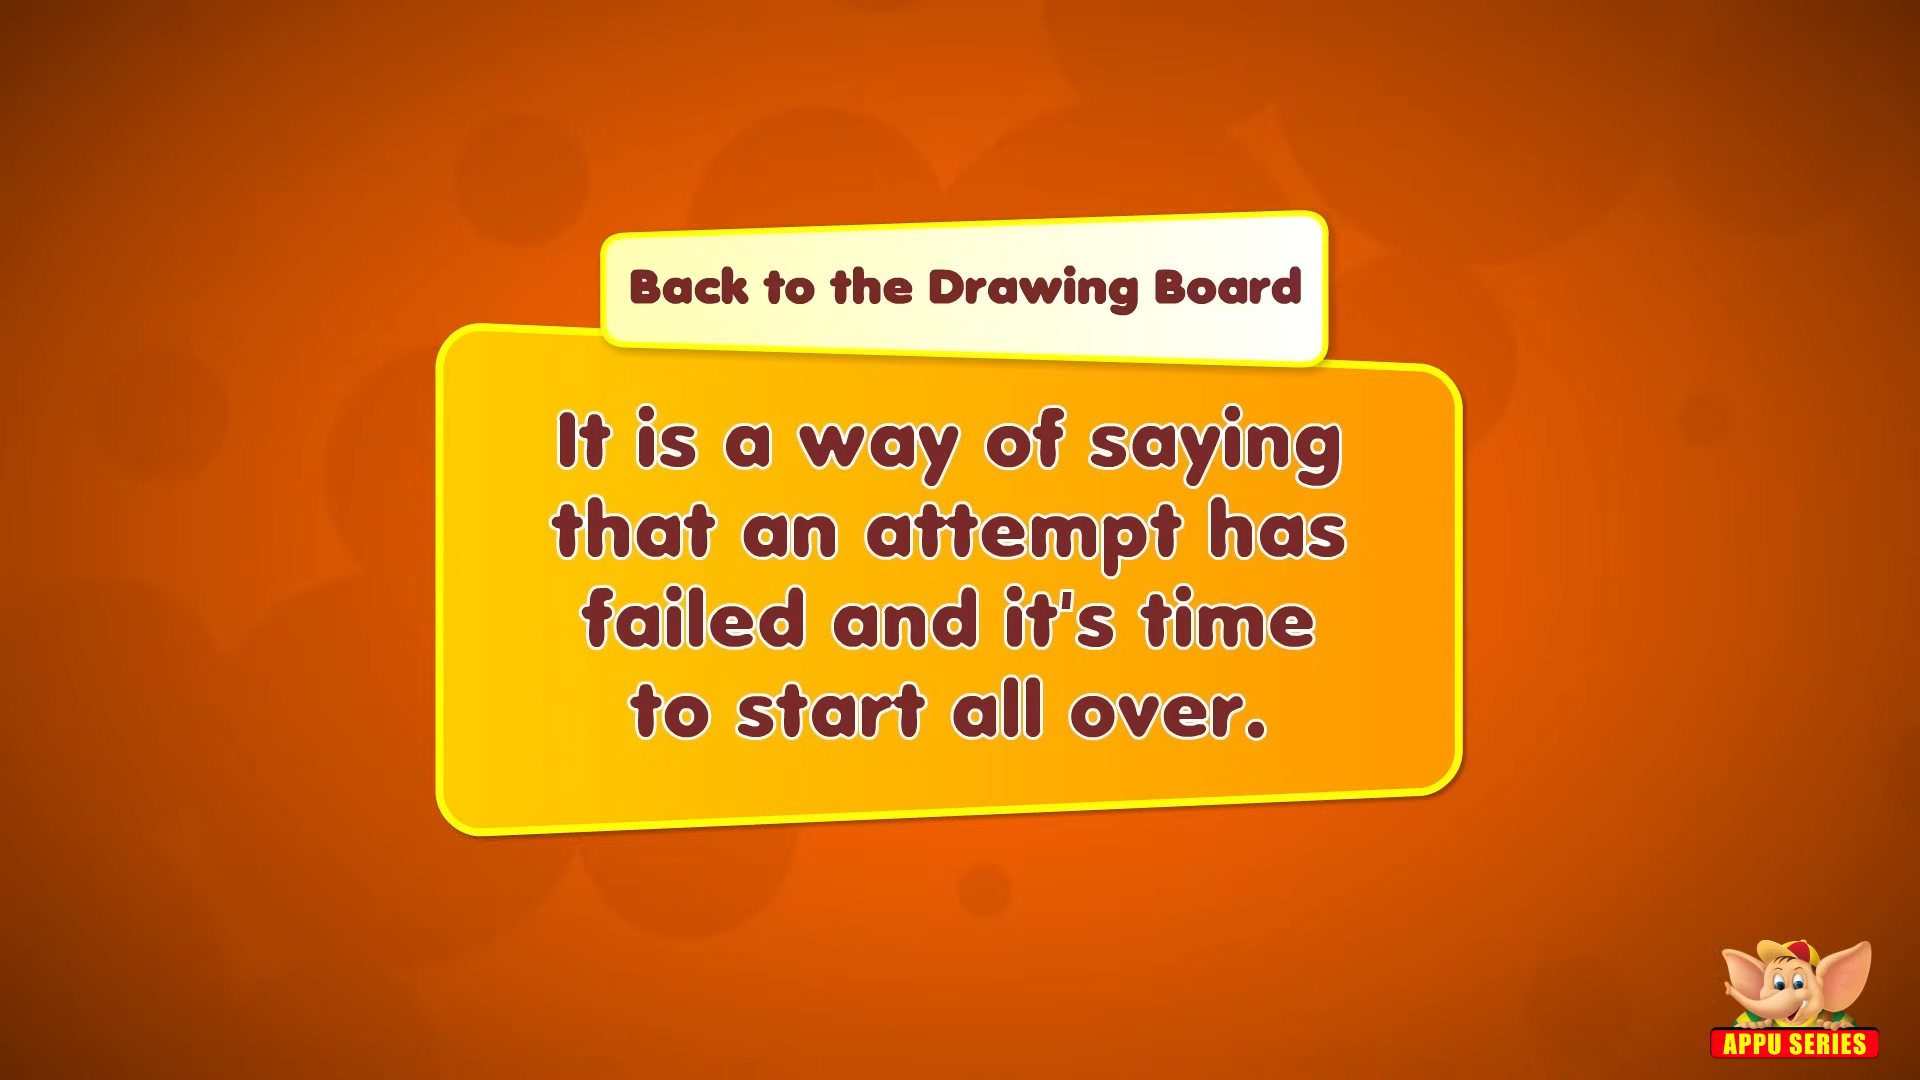 Back to the Drawing Board
It is a way of saying
that an attempt has
failed and it's time
to start all over.
APPU SERIES